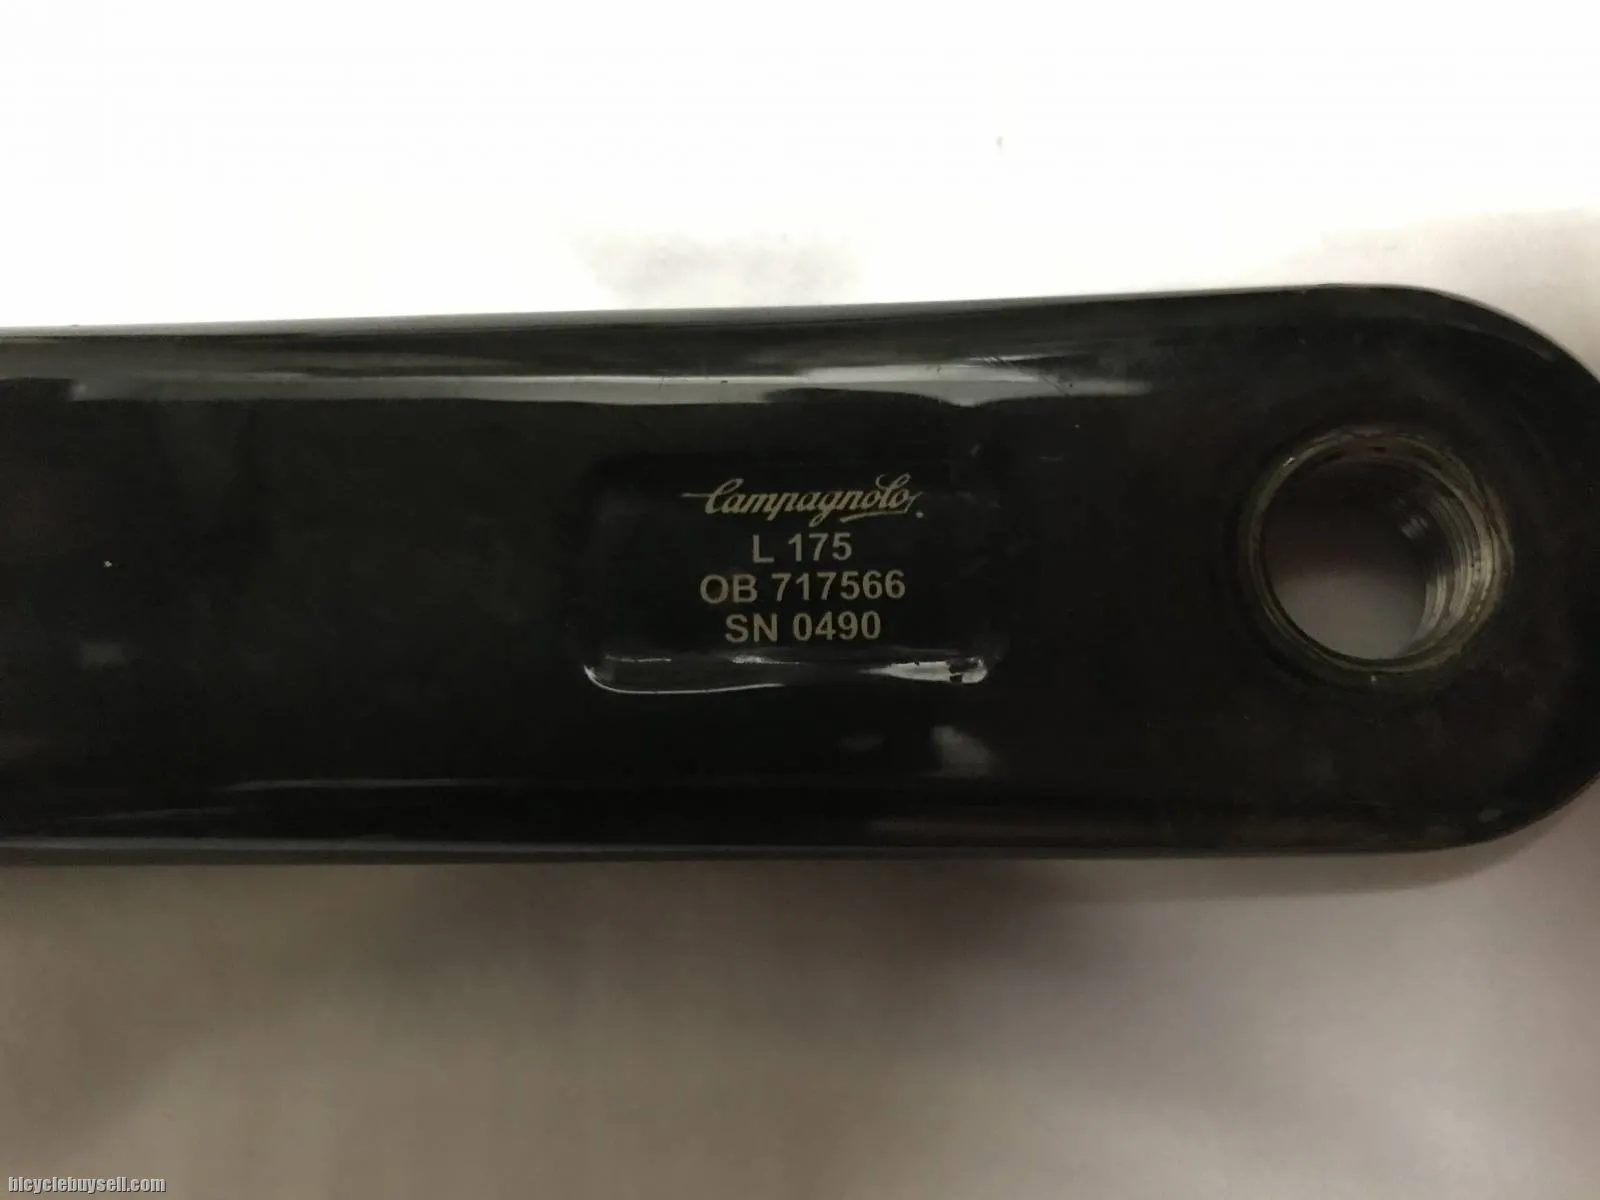 Campagnolo
L 175
OB 717566
SN 0490
bicyclebuysell.com